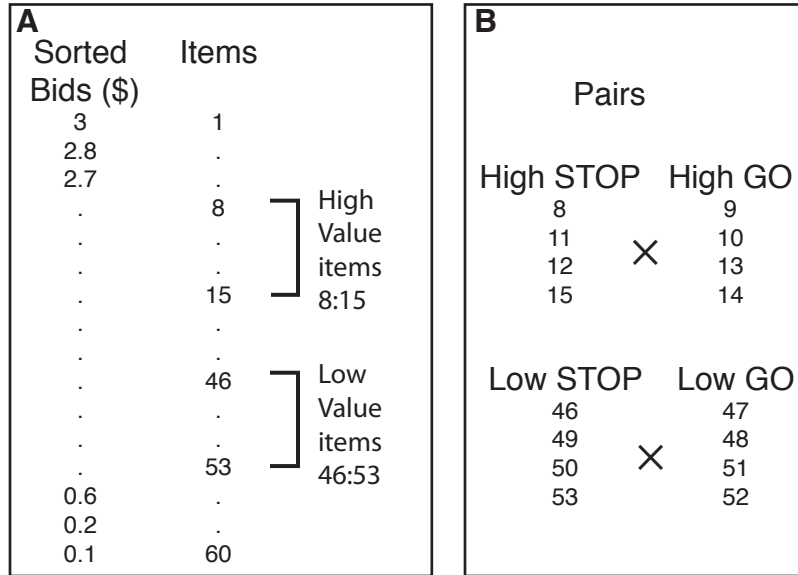 A
Sorted Items
Bids ($)
3 1
2.8 .
2.7 .
. 8
. .
. .
. 15
. .
. .
. 46
. .
. .
. 53
0.6 .
0.2 .
0.1 60
High
Value
items
8:15
Low
Value
items
46:53
B
Pairs
High STOP High GO
8 9
11 10
12 13
15 14
×
Low STOP Low GO
46 47
49 48
50 51
53 52
×